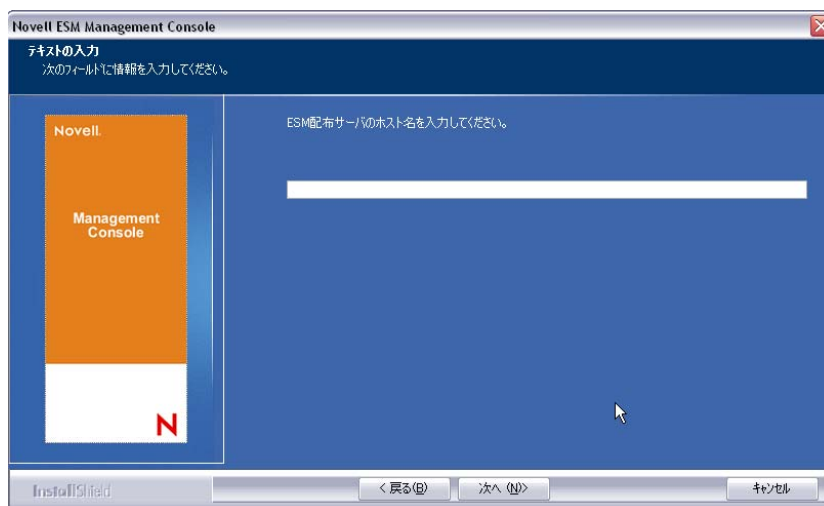 Novell ESM Management Console
テキストの入力
次のフィールドに情報を入力してください。
Novell.
Management
Console
N
ESM配布サーバのホスト名を入力してください。
InstallShield
< 戻る(B)
次へ (N)>
キャンセル